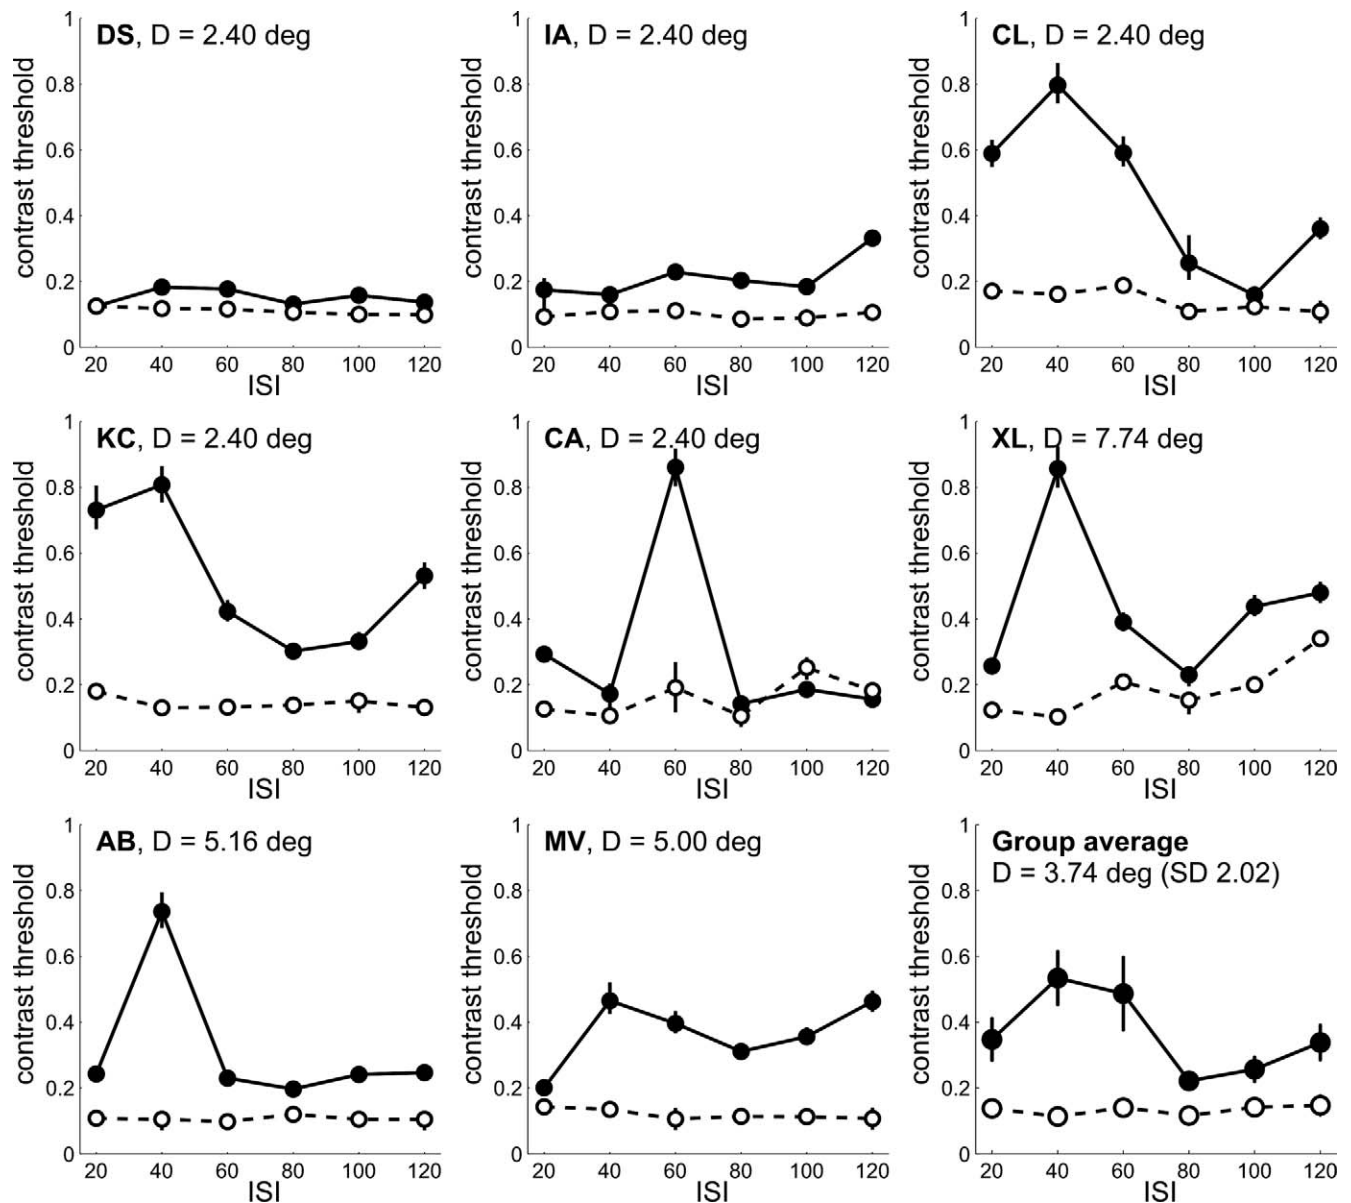 DS, D = 2.40 deg
contrast threshold
1
0.8
0.6
0.4
0.2
0
20 40 60 80 100 120
ISI
IA, D = 2.40 deg
contrast threshold
1
0.8
0.6
0.4
0.2
0
20 40 60 80 100 120
ISI
CL, D = 2.40 deg
contrast threshold
1
0.8
0.6
0.4
0.2
0
20 40 60 80 100 120
ISI
KC, D = 2.40 deg
contrast threshold
1
0.8
0.6
0.4
0.2
0
20 40 60 80 100 120
ISI
CA, D = 2.40 deg
contrast threshold
1
0.8
0.6
0.4
0.2
0
20 40 60 80 100 120
ISI
XL, D = 7.74 deg
contrast threshold
1
0.8
0.6
0.4
0.2
0
20 40 60 80 100 120
ISI
AB, D = 5.16 deg
contrast threshold
1
0.8
0.6
0.4
0.2
0
20 40 60 80 100 120
ISI
MV, D = 5.00 deg
contrast threshold
1
0.8
0.6
0.4
0.2
0
20 40 60 80 100 120
ISI
Group average
D = 3.74 deg (SD 2.02)
contrast threshold
1
0.8
0.6
0.4
0.2
0
20 40 60 80 100 120
ISI